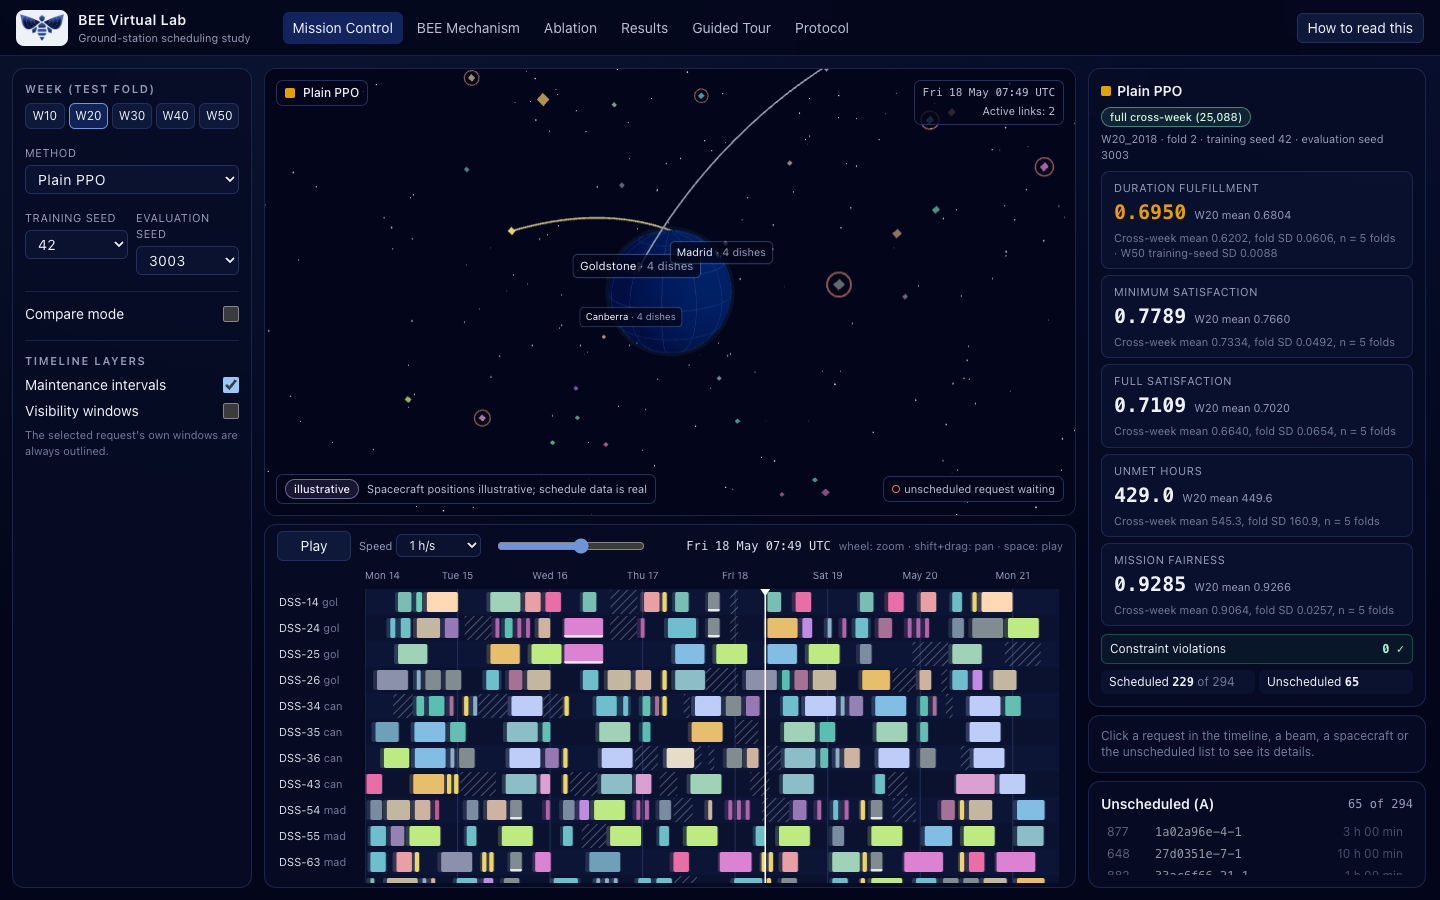 BEE Virtual Lab
Ground-station scheduling study
Mission Control
BEE Mechanism
Ablation
Results
Guided Tour
Protocol
How to read this
WEEK (TEST FOLD)
W10
W20
W30
W40
W50
METHOD
Plain PPO
TRAINING SEED
42
EVALUATION
SEED
3003
Compare mode
TIMELINE LAYERS
Maintenance intervals
Visibility windows
The selected request's own windows are
always outlined.
Plain PPO
Fri 18 May 07:49 UTC
Active links: 2
Madrid · 4 dishes
Goldstone · 4 dishes
Canberra · 4 dishes
illustrative
Spacecraft positions illustrative; schedule data is real
unscheduled request waiting
Play
Speed
1 h/s
Fri 18 May 07:49 UTC
wheel: zoom · shift+drag: pan · space: play
Mon 14
Tue 15
Wed 16
Thu 17
Fri 18
Sat 19
May 20
Mon 21
DSS-14 gol
DSS-24 gol
DSS-25 gol
DSS-26 gol
DSS-34 can
DSS-35 can
DSS-36 can
DSS-43 can
DSS-54 mad
DSS-55 mad
DSS-63 mad
Plain PPO
full cross-week (25,088)
W20_2018 · fold 2 · training seed 42 · evaluation seed
3003
DURATION FULFILLMENT
0.6950 W20 mean 0.6804
Cross-week mean 0.6202, fold SD 0.0606, n = 5 folds
· W50 training-seed SD 0.0088
MINIMUM SATISFACTION
0.7789 W20 mean 0.7660
Cross-week mean 0.7334, fold SD 0.0492, n = 5 folds
FULL SATISFACTION
0.7109 W20 mean 0.7020
Cross-week mean 0.6640, fold SD 0.0654, n = 5 folds
UNMET HOURS
429.0 W20 mean 449.6
Cross-week mean 545.3, fold SD 160.9, n = 5 folds
MISSION FAIRNESS
0.9285 W20 mean 0.9266
Cross-week mean 0.9064, fold SD 0.0257, n = 5 folds
Constraint violations 0 ✓
Scheduled 229 of 294
Unscheduled 65
Click a request in the timeline, a beam, a spacecraft or
the unscheduled list to see its details.
Unscheduled (A) 65 of 294
877 1a02a96e-4-1 3 h 00 min
648 27d0351e-7-1 10 h 00 min